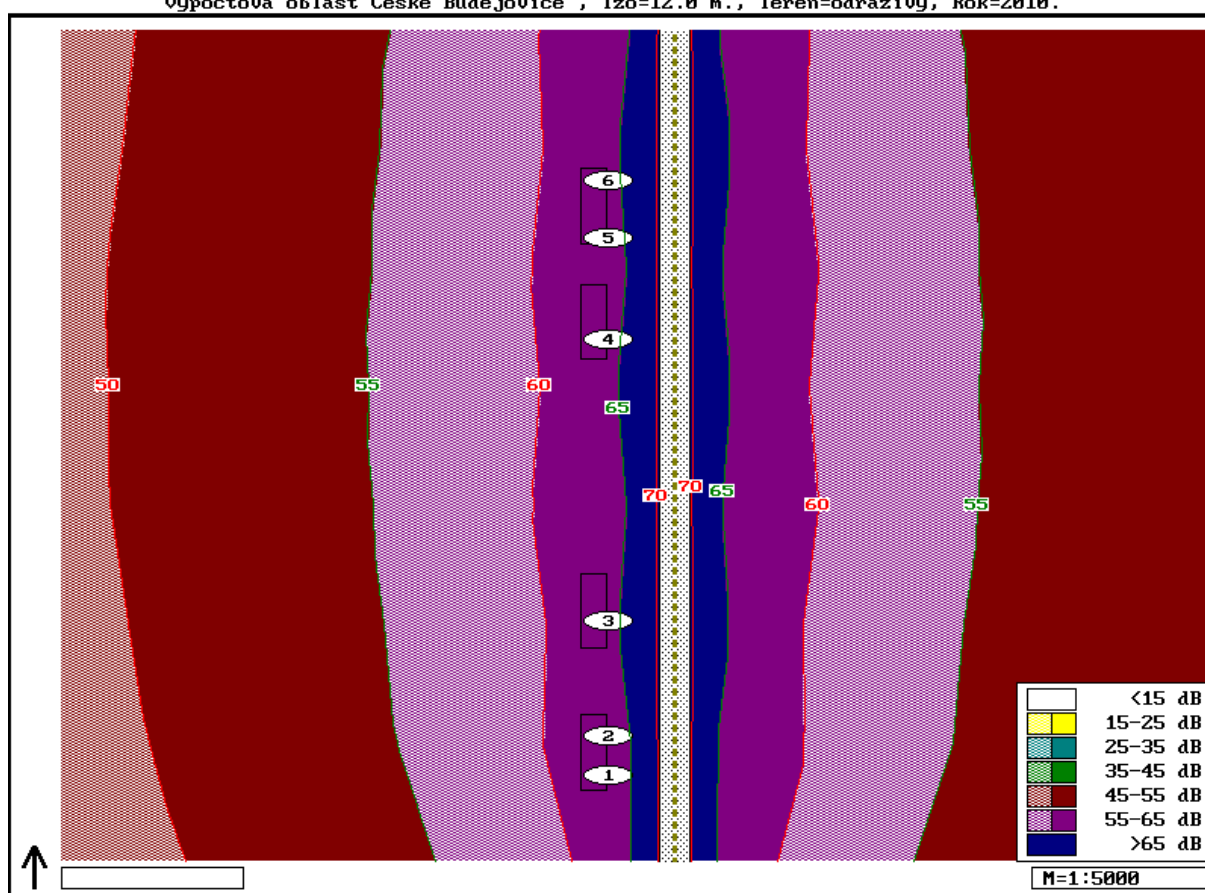 Výpočtová oblast České Budějovice , Izo=12.0 m., Terén=odrazivý, Rok=2010.
6
5
4
50
55
60
65
70
70
65
60
55
3
2
1
<15 dB
15-25 dB
25-35 dB
35-45 dB
45-55 dB
55-65 dB
>65 dB
M=1:5000